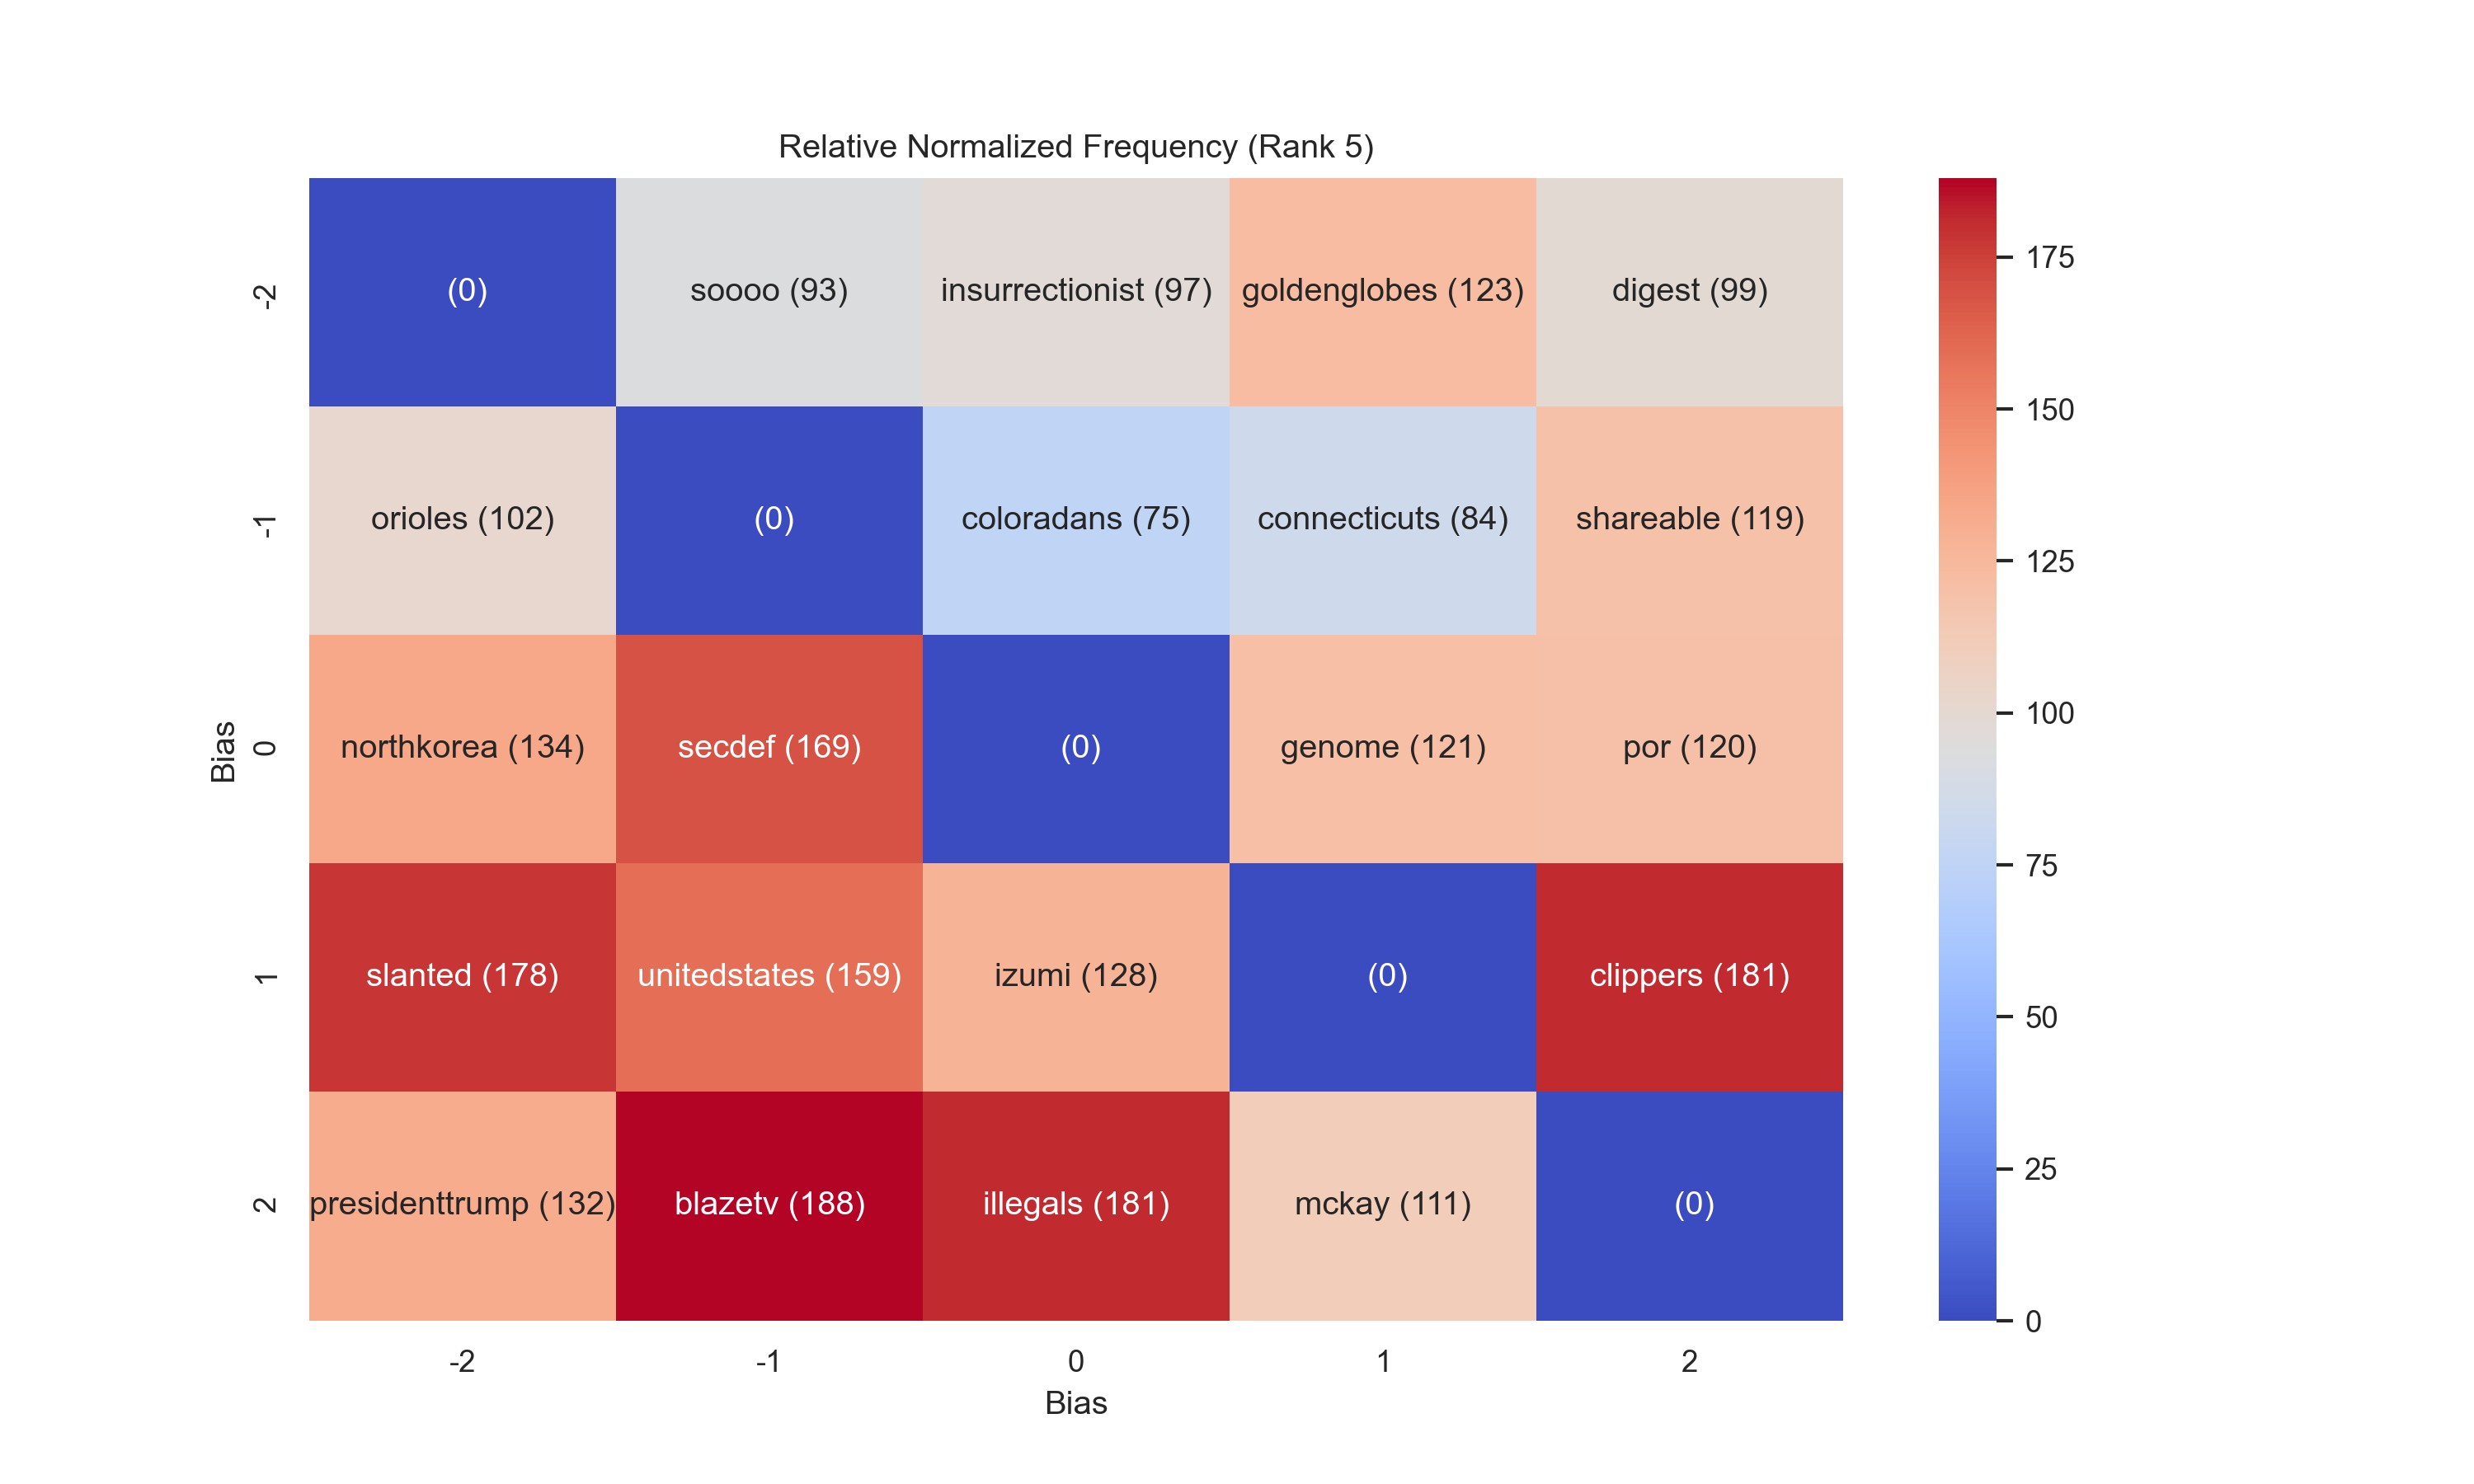 Relative Normalized Frequency (Rank 5)
-2 (0) soooo (93) insurrectionist (97) goldenglobes (123) digest (99)
-1 orioles (102) (0) coloradans (75) connecticuts (84) shareable (119)
0 northkorea (134) secdef (169) (0) genome (121) por (120)
1 slanted (178) unitedstates (159) izumi (128) (0) clippers (181)
2 presidenttrump (132) blazetv (188) illegals (181) mckay (111) (0)
Bias
-2 -1 0 1 2
Bias
175
150
125
100
75
50
25
0